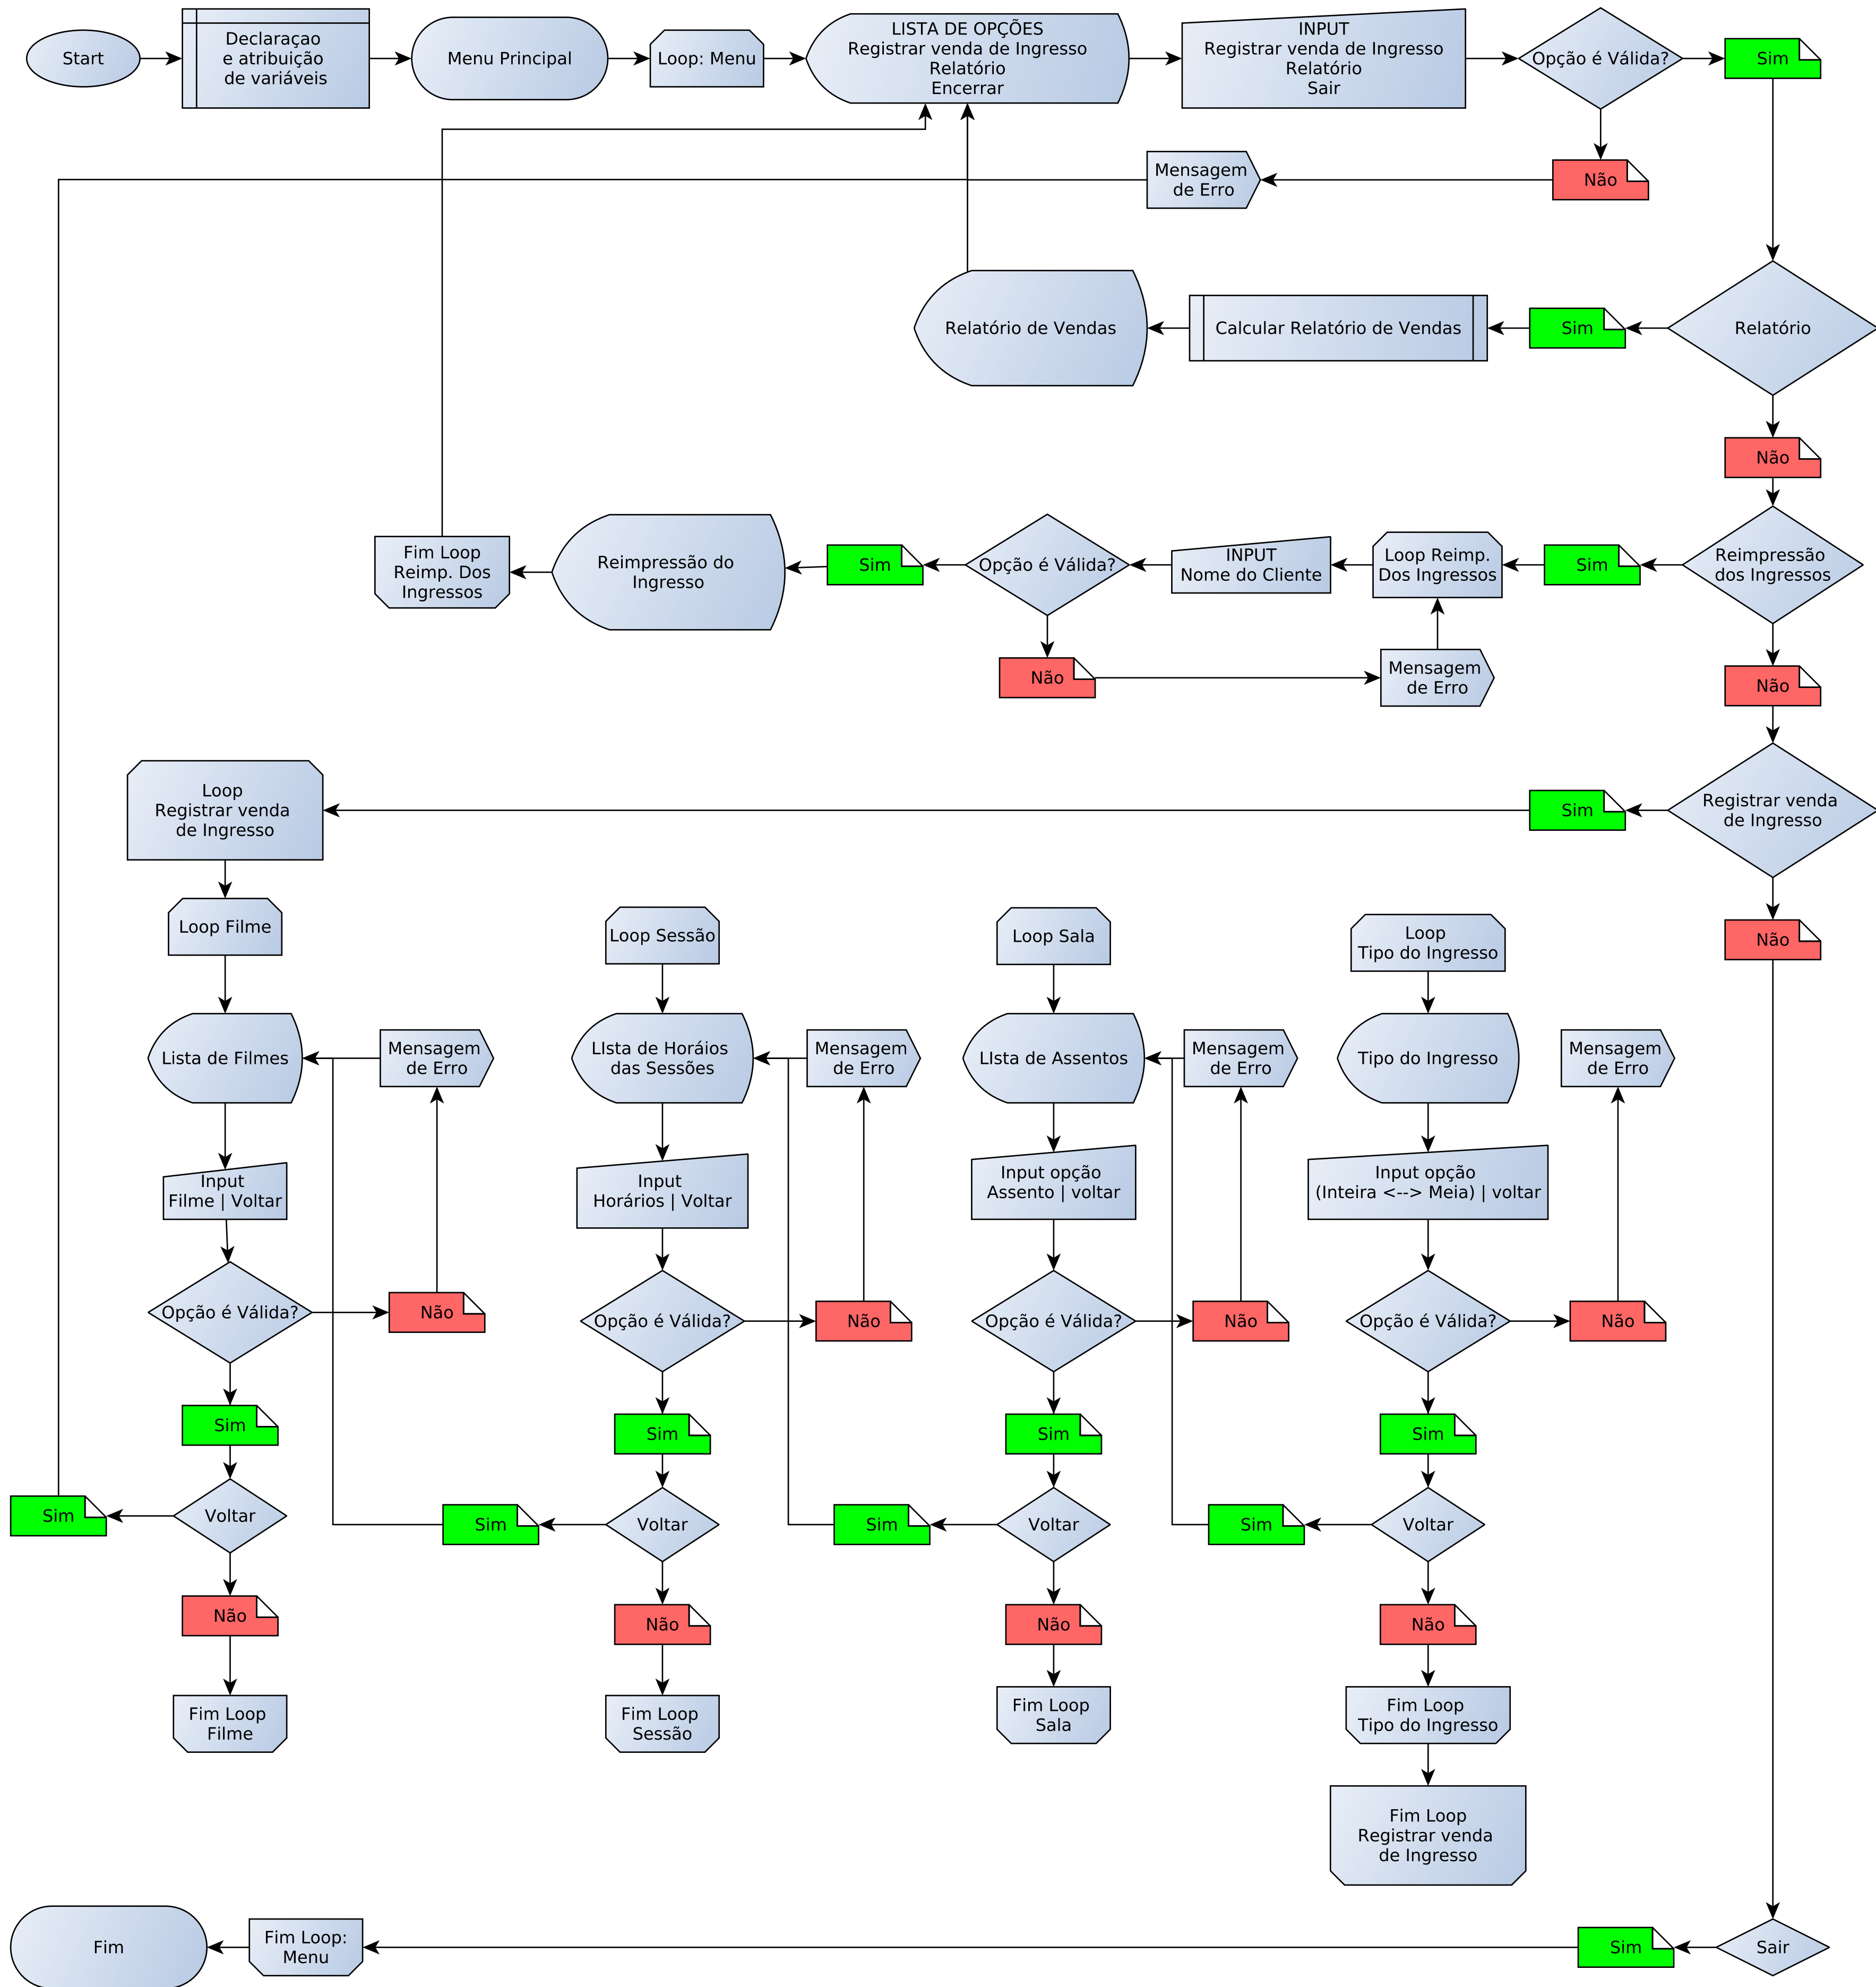 Start
Declaraçao
e atribuição
de variáveis
Menu Principal
Loop: Menu
LISTA DE OPÇÕES
Registrar venda de Ingresso
Relatório
Encerrar
INPUT
Registrar venda de Ingresso
Relatório
Sair
Opção é Válida?
Sim
Não
Mensagem
de Erro
Relatório
Sim
Calcular Relatório de Vendas
Relatório de Vendas
Não
Reimpressão
dos Ingressos
Sim
Loop Reimp.
Dos Ingressos
INPUT
Nome do Cliente
Opção é Válida?
Sim
Reimpressão do
Ingresso
Fim Loop
Reimp. Dos
Ingressos
Não
Mensagem
de Erro
Não
Registrar venda
de Ingresso
Sim
Loop
Registrar venda
de Ingresso
Não
Loop Filme
Lista de Filmes
Mensagem
de Erro
Input
Filme | Voltar
Opção é Válida?
Não
Sim
Voltar
Sim
Não
Fim Loop
Filme
Loop Sessão
LIsta de Horáios
das Sessões
Mensagem
de Erro
Input
Horários | Voltar
Opção é Válida?
Não
Sim
Voltar
Sim
Não
Fim Loop
Sessão
Loop Sala
LIsta de Assentos
Mensagem
de Erro
Input opção
Assento | voltar
Opção é Válida?
Não
Sim
Voltar
Sim
Não
Fim Loop
Sala
Loop
Tipo do Ingresso
Tipo do Ingresso
Mensagem
de Erro
Input opção
(Inteira <--> Meia) | voltar
Opção é Válida?
Não
Sim
Voltar
Sim
Não
Fim Loop
Tipo do Ingresso
Fim Loop
Registrar venda
de Ingresso
Sair
Sim
Fim Loop:
Menu
Fim